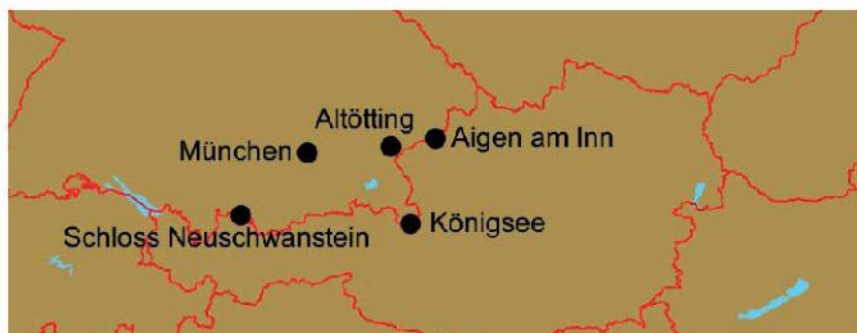 Altötting
Aigen am Inn
München
Königsee
Schloss Neuschwanstein